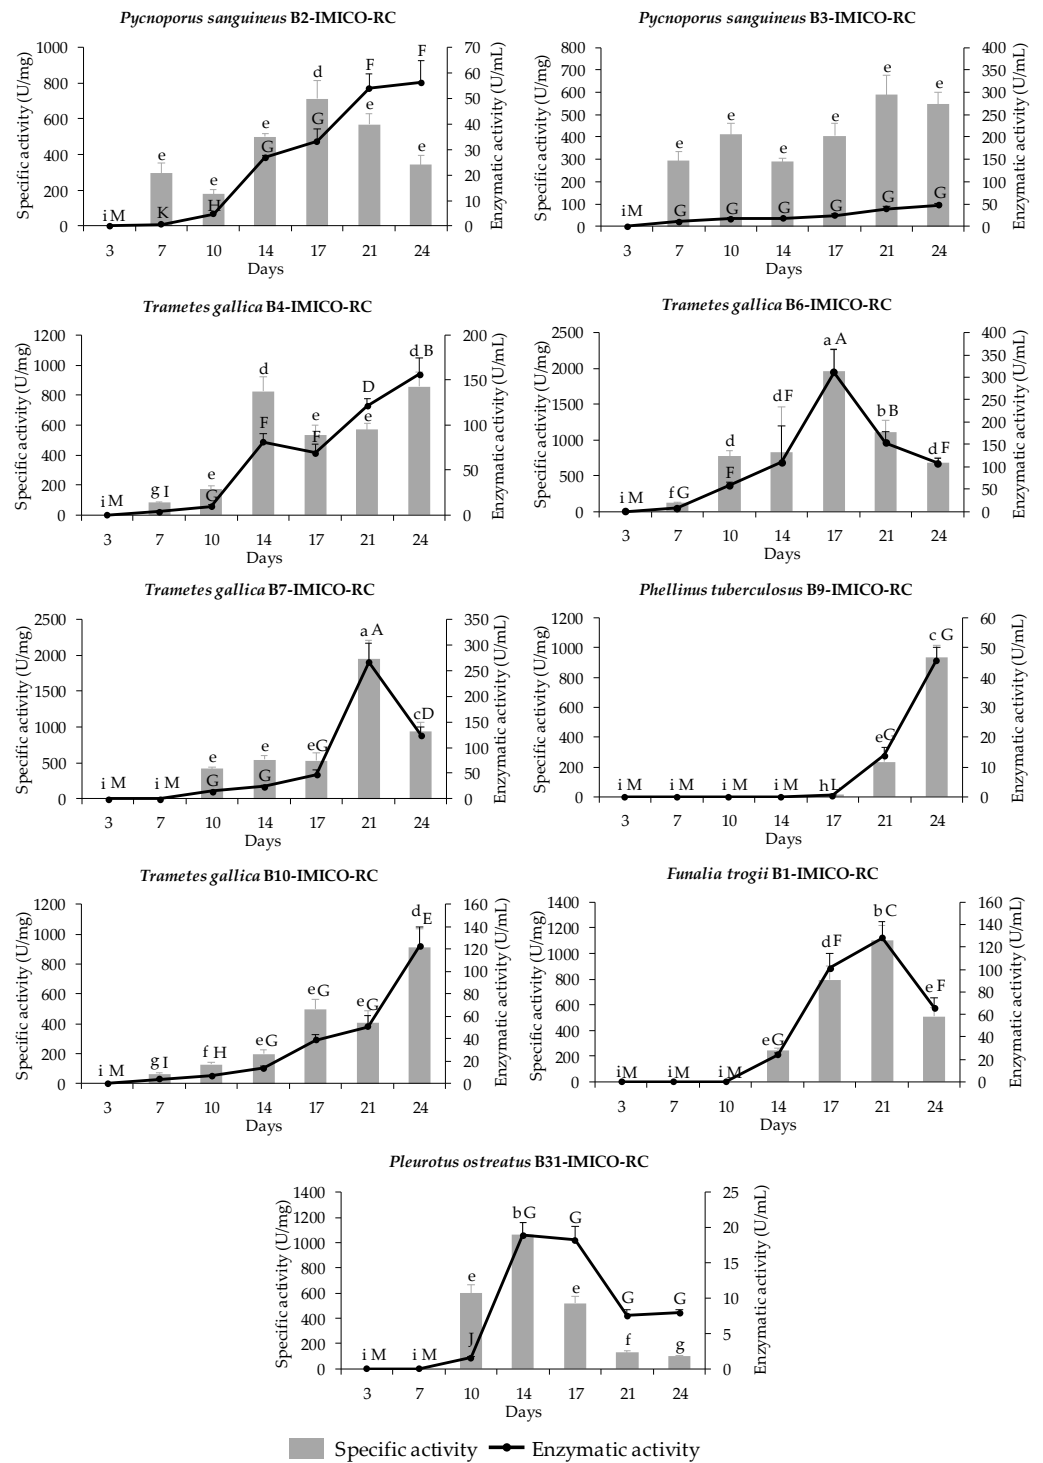 Pycnoporus sanguineus B2-IMICO-RC
Specific activity (U/mg)
1000
800
600
400
200
0
i M
e
K
e
H
e
G
d
G
F
e
F
e
70
60
50
40
30
20
10
0
Enzymatic activity (U/mL)
3 7 10 14 17 21 24
Days
Pycnoporus sanguineus B3-IMICO-RC
Specific activity (U/mg)
800
700
600
500
400
300
200
100
0
iM
e
G
e
G
e
G
e
G
e
G
e
G
400
350
300
250
200
150
100
50
0
Enzymatic activity (U/mL)
3 7 10 14 17 21 24
Days
Trametes gallica B4-IMICO-RC
Specific activity (U/mg)
1200
1000
800
600
400
200
0
i M
g I
e
G
d
F
e
F
D
e
d B
200
150
100
50
0
Enzymatic activity (U/mL)
3 7 10 14 17 21 24
Days
Trametes gallica B6-IMICO-RC
Specific activity (U/mg)
2500
2000
1500
1000
500
0
i M
f G
d
F
d F
a A
b B
d F
400
350
300
250
200
150
100
50
0
Enzymatic activity (U/mL)
3 7 10 14 17 21 24
Days
Trametes gallica B7-IMICO-RC
Specific activity (U/mg)
2500
2000
1500
1000
500
0
i M
i M
e
G
e
G
eG
a A
cD
350
300
250
200
150
100
50
0
Enzymatic activity (U/mL)
3 7 10 14 17 21 24
Days
Phellinus tuberculosus B9-IMICO-RC
Specific activity (U/mg)
1200
1000
800
600
400
200
0
i M
i M
i M
i M
hL
eG
c G
60
50
40
30
20
10
0
Enzymatic activity (U/mL)
3 7 10 14 17 21 24
Days
Trametes gallica B10-IMICO-RC
Specific activity (U/mg)
1200
1000
800
600
400
200
0
i M
g I
f H
eG
eG
eG
dE
160
140
120
100
80
60
40
20
0
Enzymatic activity (U/mL)
3 7 10 14 17 21 24
Days
Funalia trogii B1-IMICO-RC
Specific activity (U/mg)
1400
1200
1000
800
600
400
200
0
iM
iM
i M
eG
d F
b C
e F
160
140
120
100
80
60
40
20
0
Enzymatic activity (U/mL)
3 7 10 14 17 21 24
Days
Pleurotus ostreatus B31-IMICO-RC
Specific activity (U/mg)
1400
1200
1000
800
600
400
200
0
i M
i M
e
J
b G
G
e
G
f
G
g
25
20
15
10
5
0
Enzymatic activity (U/mL)
3 7 10 14 17 21 24
Days
Specific activity Enzymatic activity